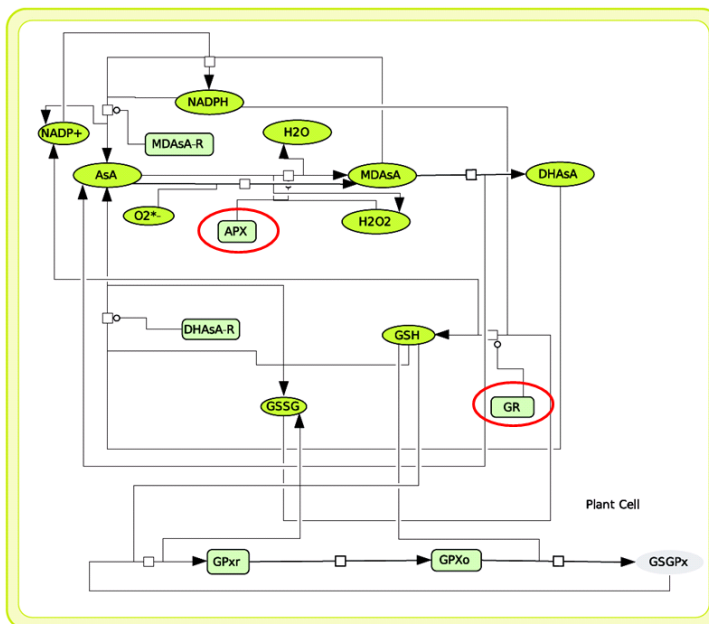 NADPH
NADP+
H2O
MDAsA-R
AsA
MDAsA
DHAsA
O2*-
APX
H2O2
DHAsA-R
GSH
GSSG
GR
Plant Cell
GPxr
GPXo
GSGPx